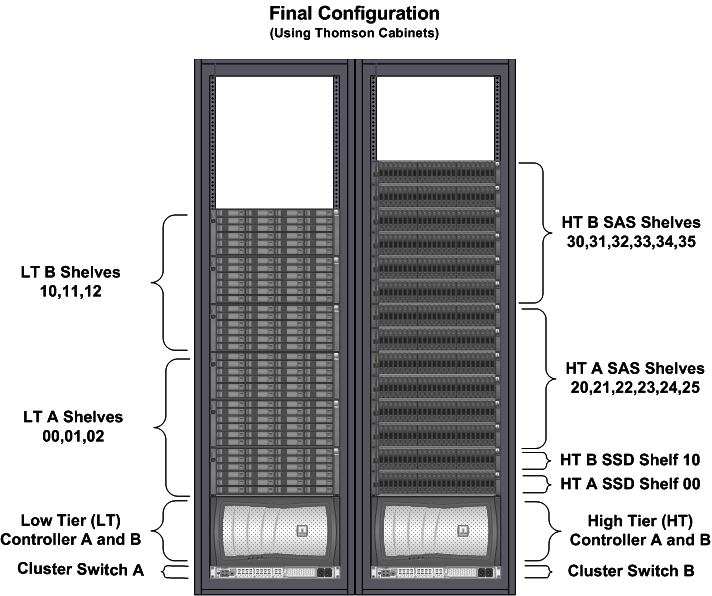 Final Configuration
(Using Thomson Cabinets)
HT B SAS Shelves
30,31,32,33,34,35
LT B Shelves
10,11,12
HT A SAS Shelves
20,21,22,23,24,25
LT A Shelves
00,01,02
HT B SSD Shelf 10
HT A SSD Shelf 00
Low Tier (LT)
Controller A and B
High Tier (HT)
Controller A and B
Cluster Switch A
Cluster Switch B